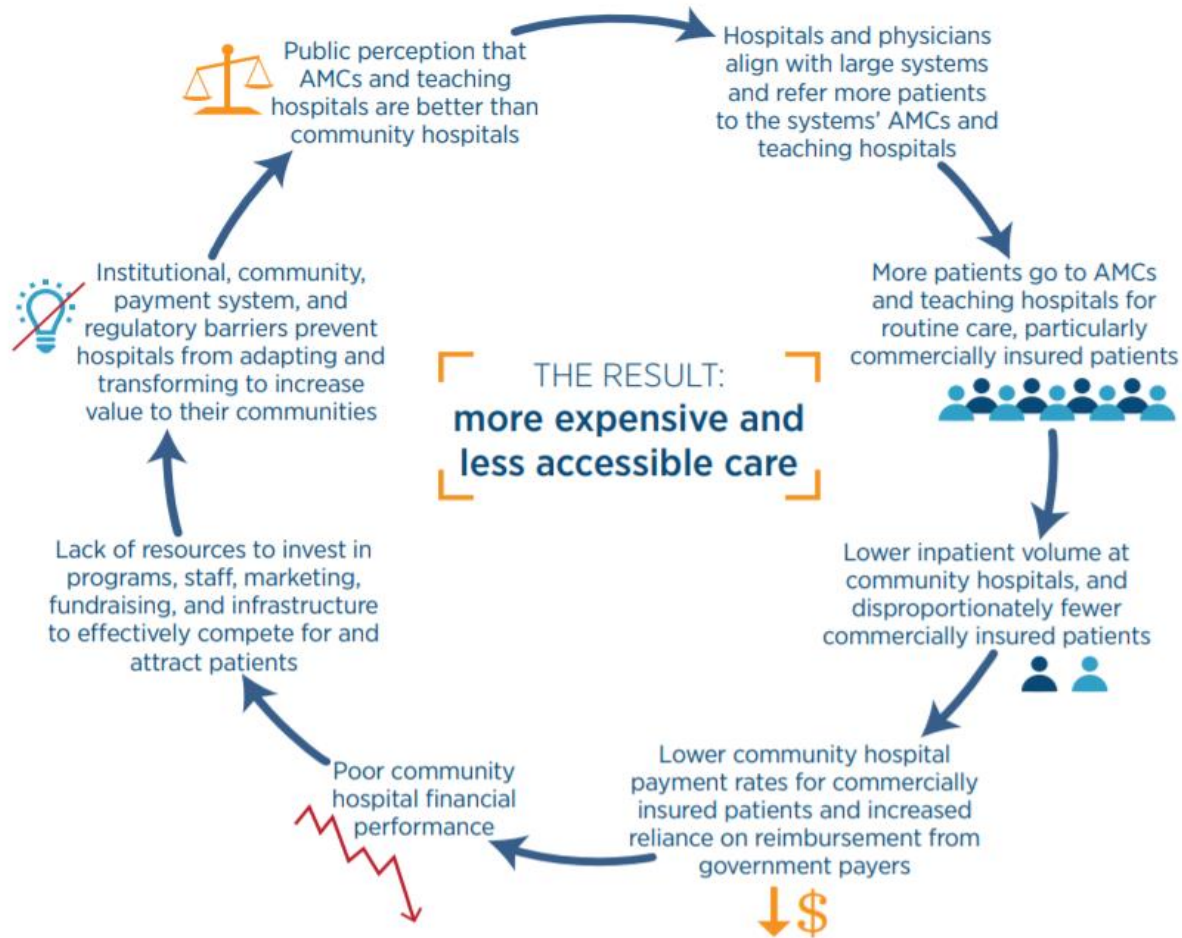 Public perception that
AMCs and teaching
hospitals are better than
community hospitals
Hospitals and physicians
align with large systems
and refer more patients
to the systems’ AMCs and
teaching hospitals
More patients go to AMCs
and teaching hospitals for
routine care, particularly
commercially insured patients
Lower inpatient volume at
community hospitals, and
disproportionately fewer
commercially insured patients
Lower community hospital
payment rates for commercially
insured patients and increased
reliance on reimbursement from
government payers
$
Poor community
hospital financial
performance
Lack of resources to invest in
programs, staff, marketing,
fundraising, and infrastructure
to effectively compete for and
attract patients
Institutional, community,
payment system, and
regulatory barriers prevent
hospitals from adapting and
transforming to increase
value to their communities
THE RESULT:
more expensive and
less accessible care